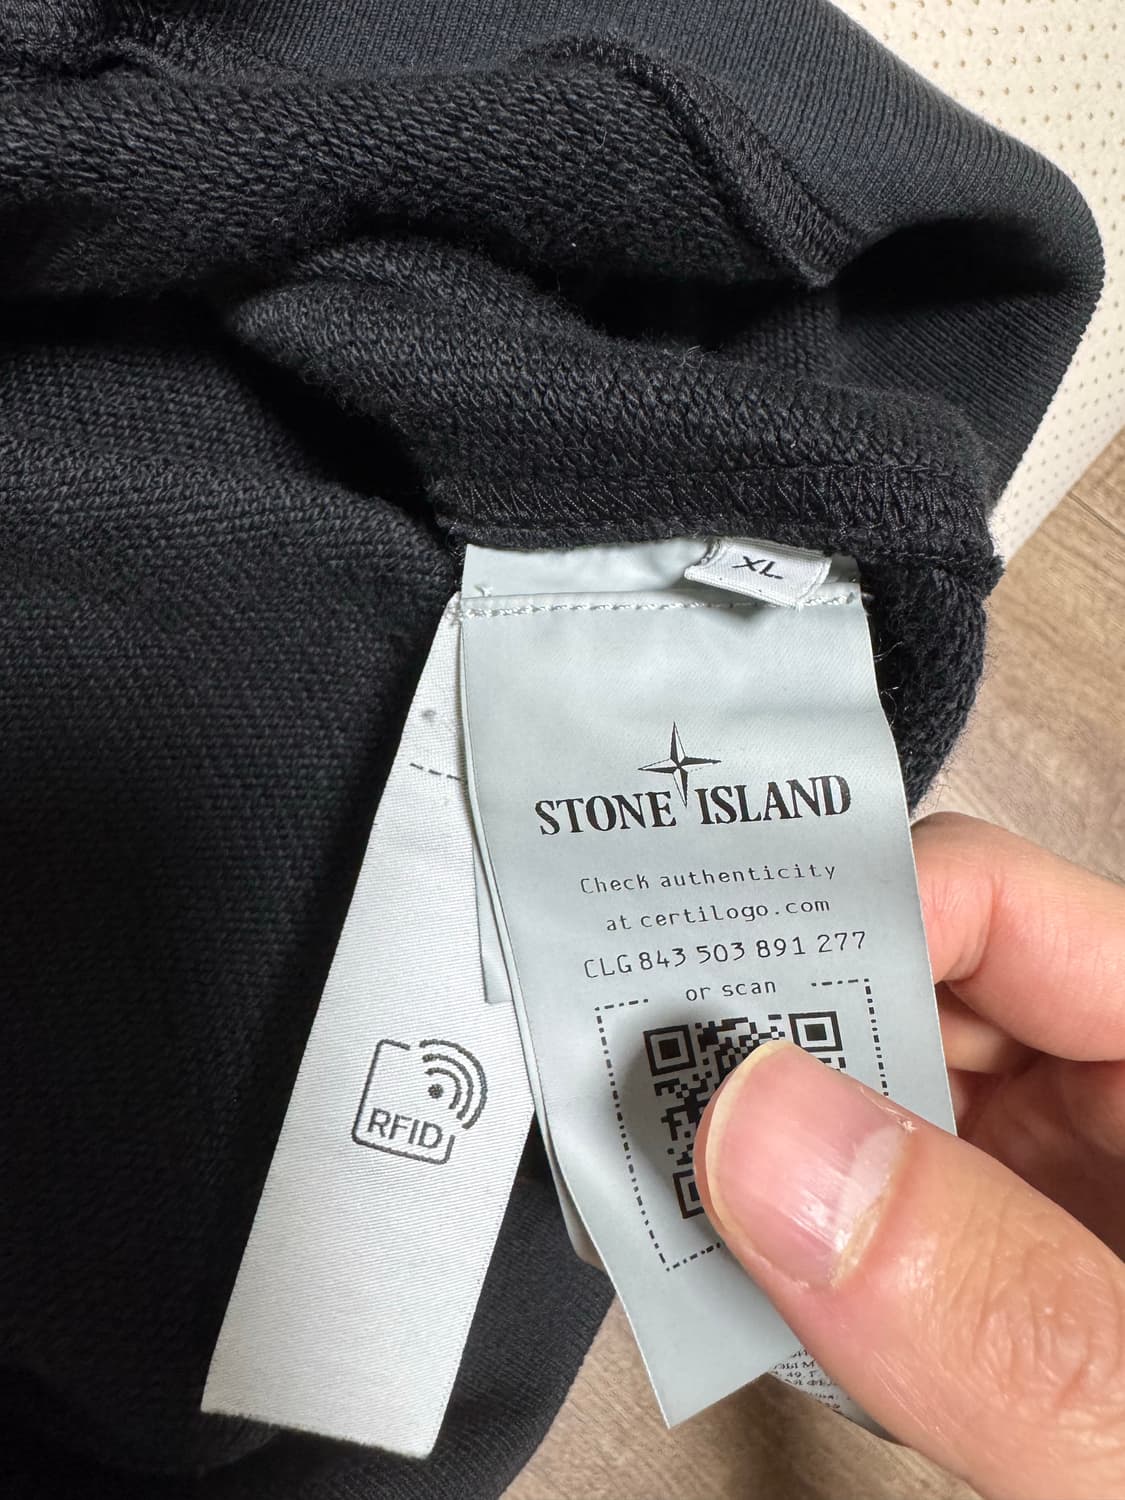 XL
STONE ISLAND
Check authenticity
at certilogo.com
CLG 843 503 891 277
or scan
RFID